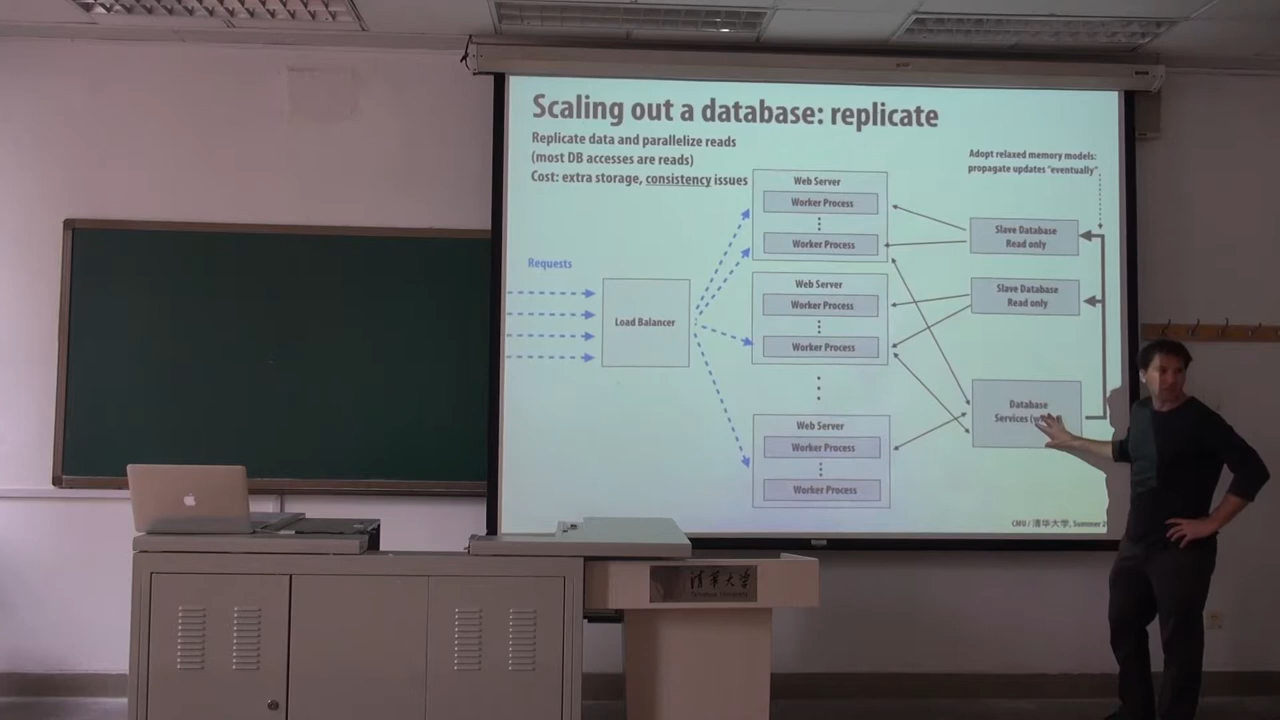 Scaling out a database: replicate
Replicate data and parallelize reads
(most DB accesses are reads)
Cost: extra storage, consistency issues
Adopt relaxed memory models:
propagate updates “eventually”
Requests
Load Balancer
Web Server
Worker Process
Worker Process
Web Server
Worker Process
Worker Process
Web Server
Worker Process
Worker Process
Slave Database
Read only
Slave Database
Read only
Database
Services
CMU / 清华大学, Summer
清华大学
Tsinghua University